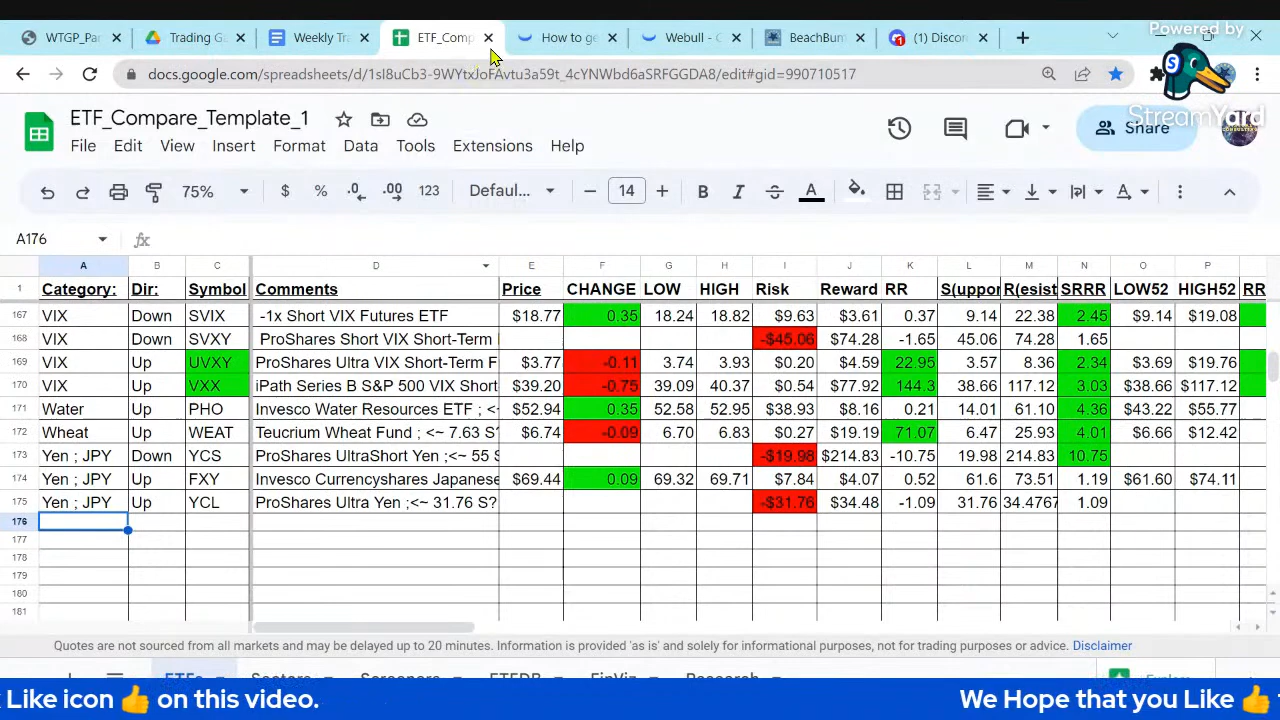 Powered by
StreamYard
WTGP_Pa
Trading G
Weekly Tr
ETF_Comp
How to ge
Webull -
BeachBum
(1) Discor
docs.google.com/spreadsheets/d/
/edit#gid=990710517
ETF_Compare_Template_1
File Edit View Insert Format Data Tools Extensions Help
Share
75% $ % .0 .00 123 Defaul... 14 B I A
A176 fx
A B C D E F G H I J K L M N O P
1 Category: Dir: Symbol Comments Price CHANGE LOW HIGH Risk Reward RR S(uppor R(esist SRRR LOW52 HIGH52 RR
167 VIX Down SVIX -1x Short VIX Futures ETF $18.77 0.35 18.24 18.82 $9.63 $3.61 0.37 9.14 22.38 2.45 $9.14 $19.08
168 VIX Down SVXY ProShares Short VIX Short-Term -$45.06 $74.28 -1.65 45.06 74.28 1.65
169 VIX Up UVXY ProShares Ultra VIX Short-Term F $3.77 -0.11 3.74 3.93 $0.20 $4.59 22.95 3.57 8.36 2.34 $3.69 $19.76
170 VIX Up VXX iPath Series B S&P 500 VIX Short $39.20 -0.75 39.09 40.37 $0.54 $77.92 144.3 38.66 117.12 3.03 $38.66 $117.12
171 Water Up PHO Invesco Water Resources ETF ; <~ $52.94 0.35 52.58 52.95 $38.93 $8.16 0.21 14.01 61.10 4.36 $43.22 $55.77
172 Wheat Up WEAT Teucrium Wheat Fund ; <~ 7.63 S? $6.74 -0.09 6.70 6.83 $0.27 $19.19 71.07 6.47 25.93 4.01 $6.66 $12.42
173 Yen ; JPY Down YCS ProShares UltraShort Yen ;<~ 55 S -$19.98 $214.83 -10.75 19.98 214.83 10.75
174 Yen ; JPY Up FXY Invesco Currencyshares Japanese $69.44 0.09 69.32 69.71 $7.84 $4.07 0.52 61.6 73.51 1.19 $61.60 $74.11
175 Yen ; JPY Up YCL ProShares Ultra Yen ;<~ 31.76 S? -$31.76 $34.48 -1.09 31.76 34.4767 1.09
176
177
178
179
180
181
Quotes are not sourced from all markets and may be delayed up to 20 minutes. Information is provided 'as is' and solely for informational purposes, not for trading purposes or advice. Disclaimer
ETFs Sectors Screeners ETFDB FinViz Research Explore
Like icon 👍 on this video. We Hope that you Like 👍